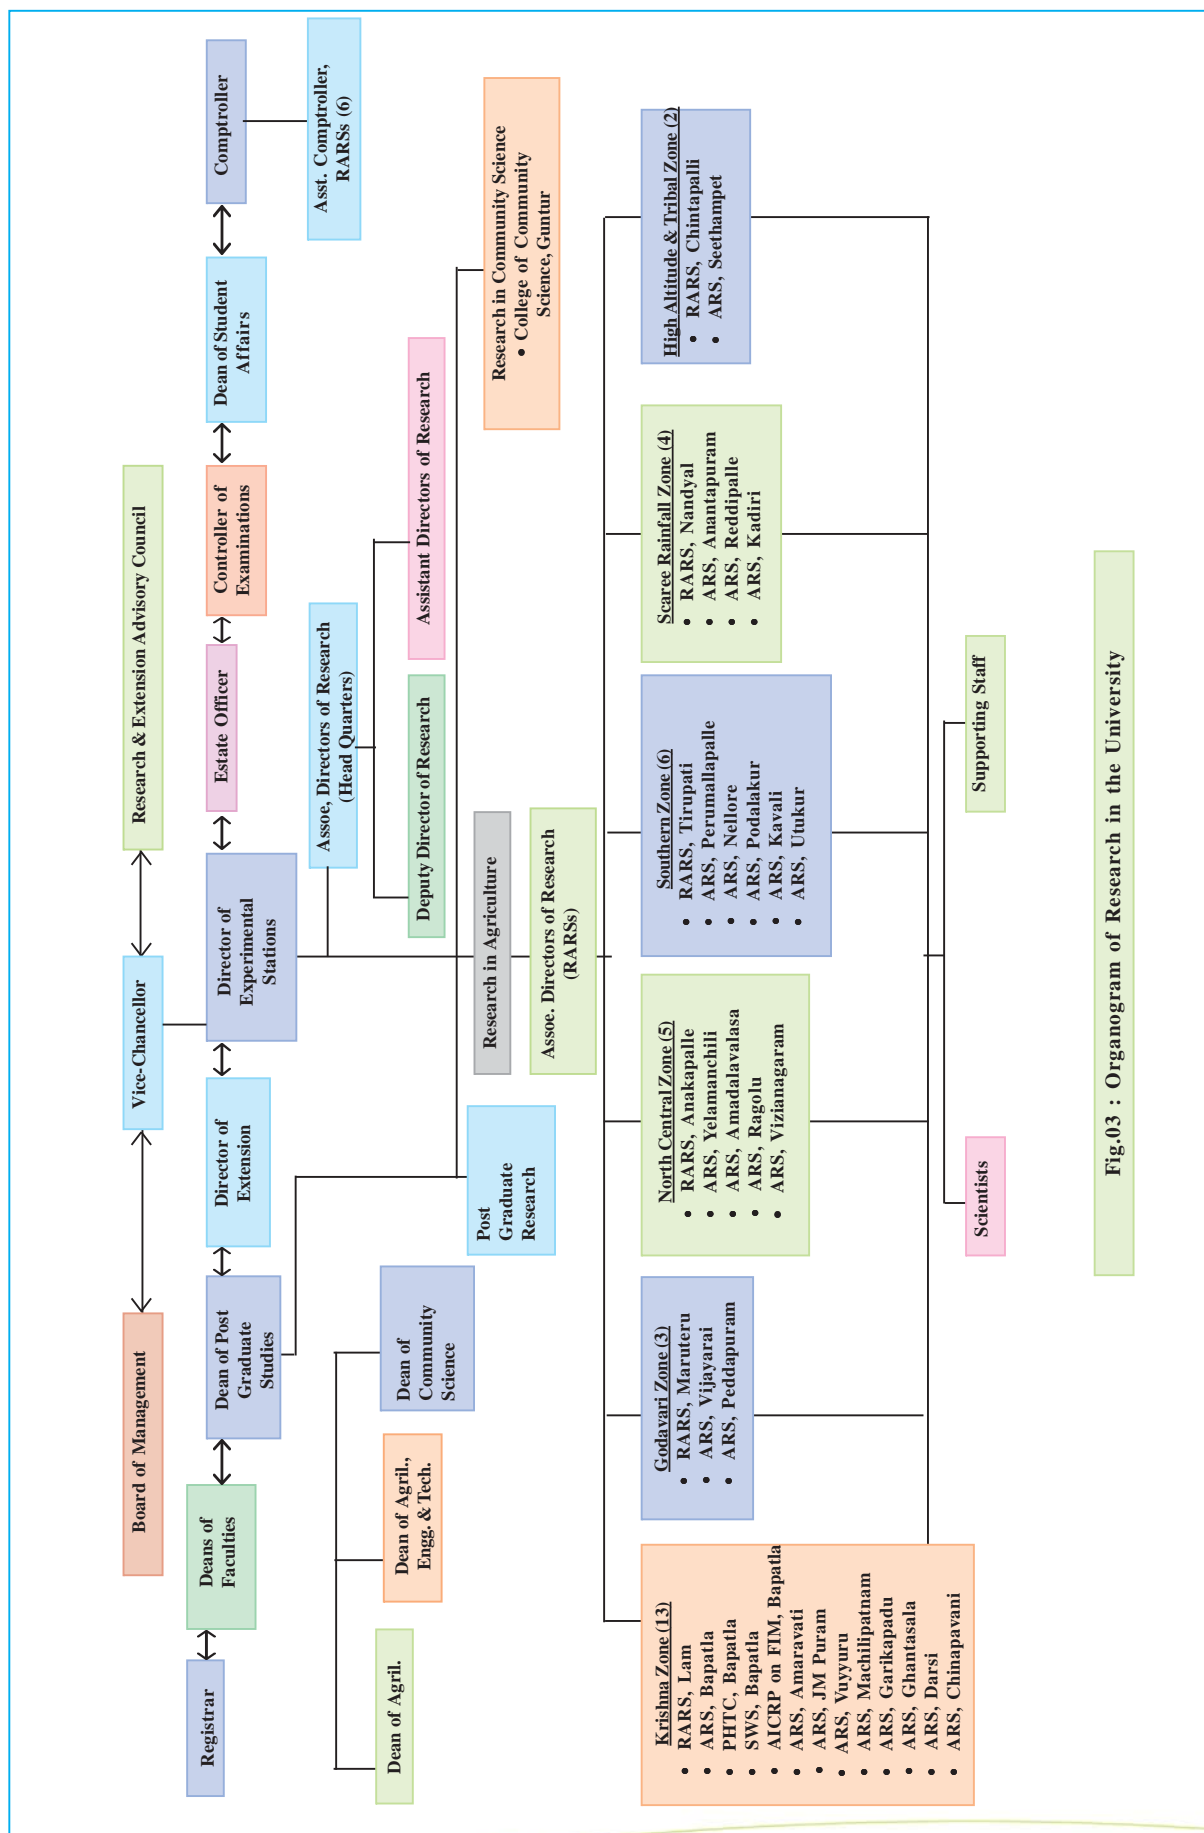 Board of Management
Vice-Chancellor
Research & Extension Advisory Council
Registrar
Deans of
Faculties
Dean of Post
Graduate
Studies
Director of
Extension
Director of
Experimental
Stations
Estate Officer
Controller of
Examinations
Dean of Student
Affairs
Comptroller
Asst. Comptroller,
RARSs (6)
Assoe, Directors of Research
(Head Quarters)
Dean of Agril.
Dean of Agril.,
Engg. & Tech.
Dean of
Community
Science
Deputy Director of Research
Assistant Directors of Research
Post
Graduate
Research
Research in Agriculture
Research in Community Science
• College of Community
Science, Guntur
Assoe. Directors of Research
(RARSs)
Krishna Zone (13)
• RARS, Lam
• ARS, Bapatla
• PHTC, Bapatla
• SWS, Bapatla
• AICRP on FIM, Bapatla
• ARS, Amaravati
• ARS, JM Puram
• ARS, Vuyyuru
• ARS, Machilipatnam
• ARS, Garikapadu
• ARS, Ghantasala
• ARS, Darsi
• ARS, Chinapavani
Godavari Zone (3)
• RARS, Maruteru
• ARS, Vijayarai
• ARS, Peddapuram
North Central Zone (5)
• RARS, Anakapalle
• ARS, Yelamanchili
• ARS, Amadalavalasa
• ARS, Ragolu
• ARS, Vizianagaram
Southern Zone (6)
• RARS, Tirupati
• ARS, Perumallapalle
• ARS, Nellore
• ARS, Podalakur
• ARS, Kavali
• ARS, Utukur
Scaree Rainfall Zone (4)
• RARS, Nandyal
• ARS, Anantapuram
• ARS, Reddipalle
• ARS, Kadiri
High Altitude & Tribal Zone (2)
• RARS, Chintapalli
• ARS, Seethampet
Scientists
Supporting Staff
Fig.03 : Organogram of Research in the University